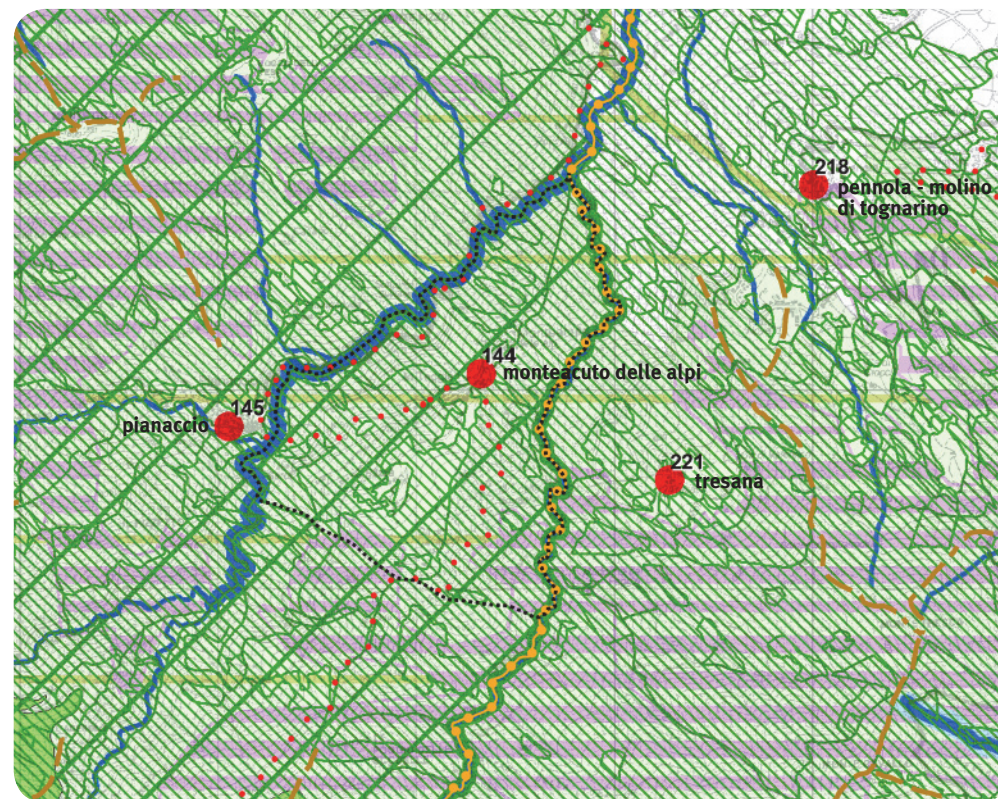 218
pennola - molino
di tognarino
144
monteacuto delle alpi
145
pianaccio
221
tresana